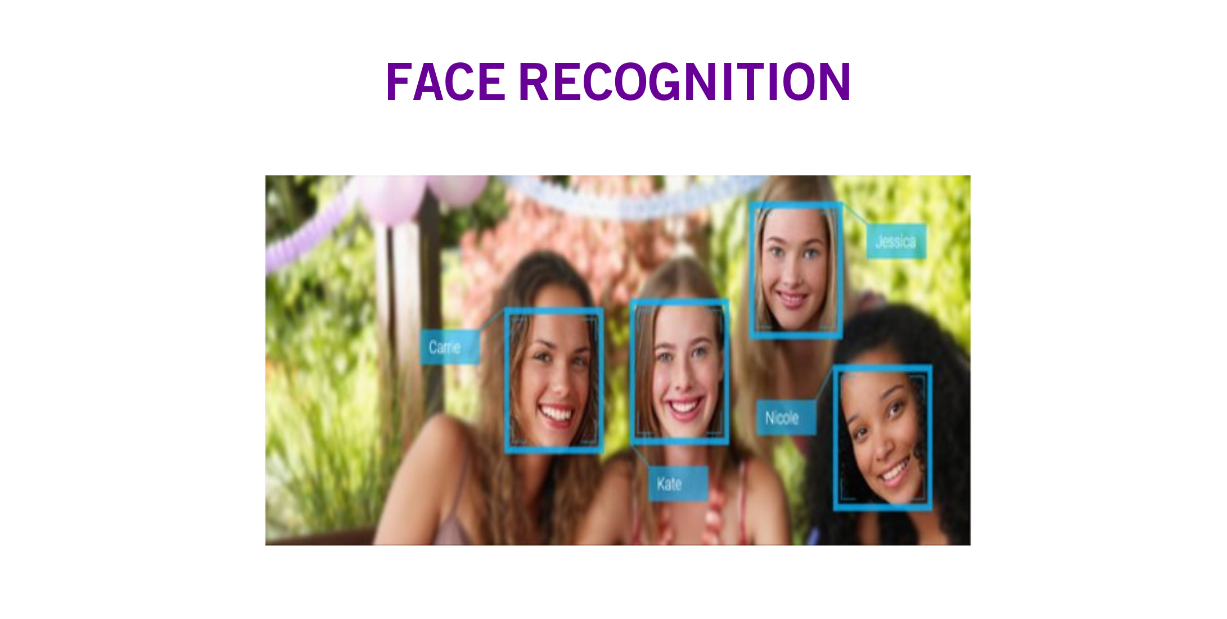 FACE RECOGNITION
Jessica
Carrie
Nicole
Kate